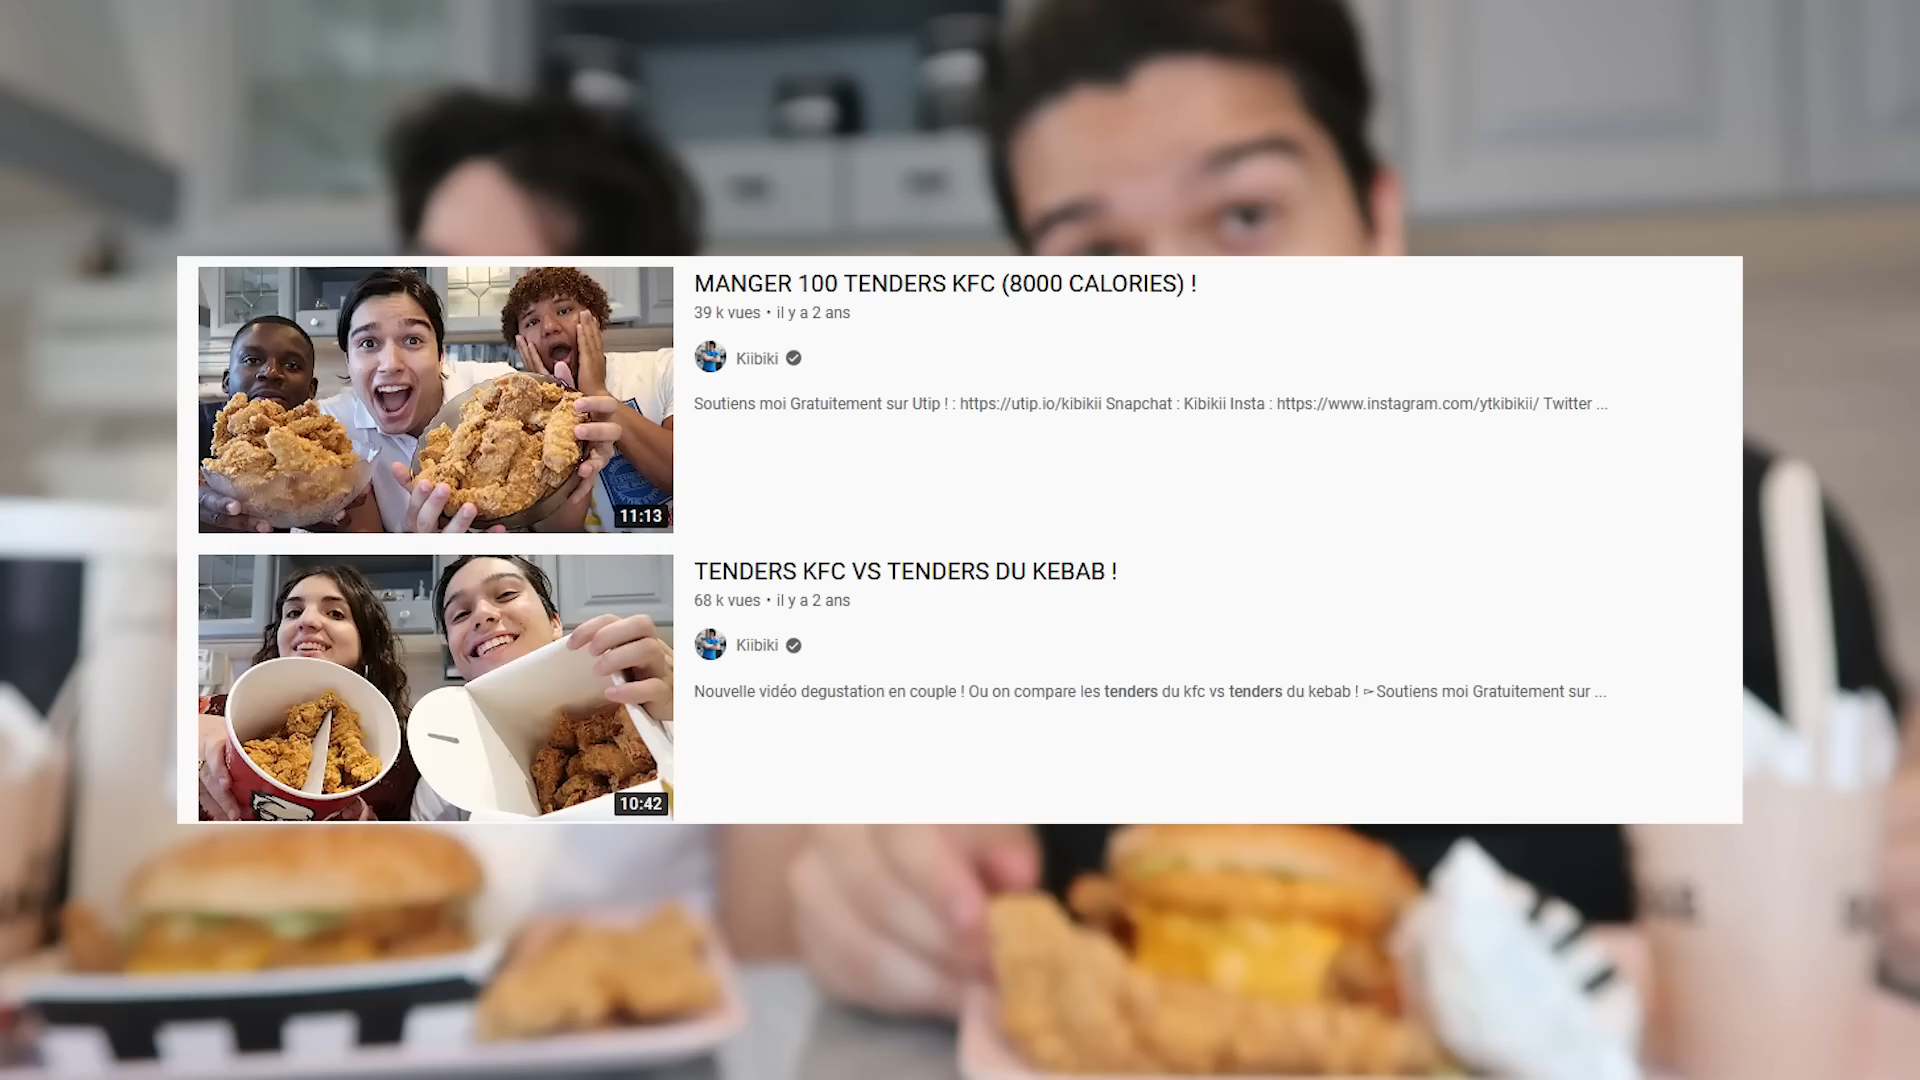 MANGER 100 TENDERS KFC (8000 CALORIES) !
39 k vues • il y a 2 ans
Kiibiki
Soutiens moi Gratuitement sur Utip ! : https://utip.io/kibikii Snapchat : Kibikii Insta : https://www.instagram.com/ytkibikii/ Twitter ...
11:13
TENDERS KFC VS TENDERS DU KEBAB !
68 k vues • il y a 2 ans
Kiibiki
Nouvelle vidéo degustation en couple ! Ou on compare les tenders du kfc vs tenders du kebab ! ➣Soutiens moi Gratuitement sur ...
10:42